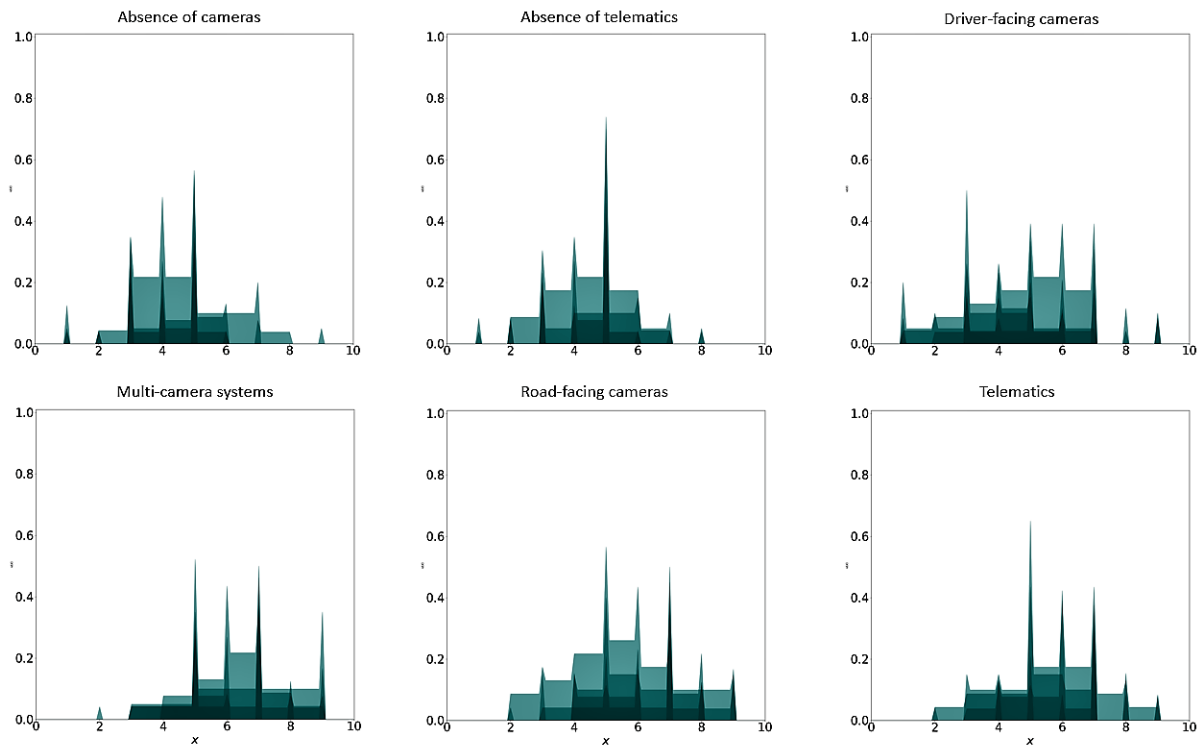 Absence of cameras
1.0
0.8
0.6
0.4
0.2
0.0
0 2 4 6 8 10
Absence of telematics
1.0
0.8
0.6
0.4
0.2
0.0
0 2 4 6 8 10
Driver-facing cameras
1.0
0.8
0.6
0.4
0.2
0.0
0 2 4 6 8 10
Multi-camera systems
1.0
0.8
0.6
0.4
0.2
0.0
0 2 4 6 8 10
x
Road-facing cameras
1.0
0.8
0.6
0.4
0.2
0.0
0 2 4 6 8 10
x
Telematics
1.0
0.8
0.6
0.4
0.2
0.0
0 2 4 6 8 10
x